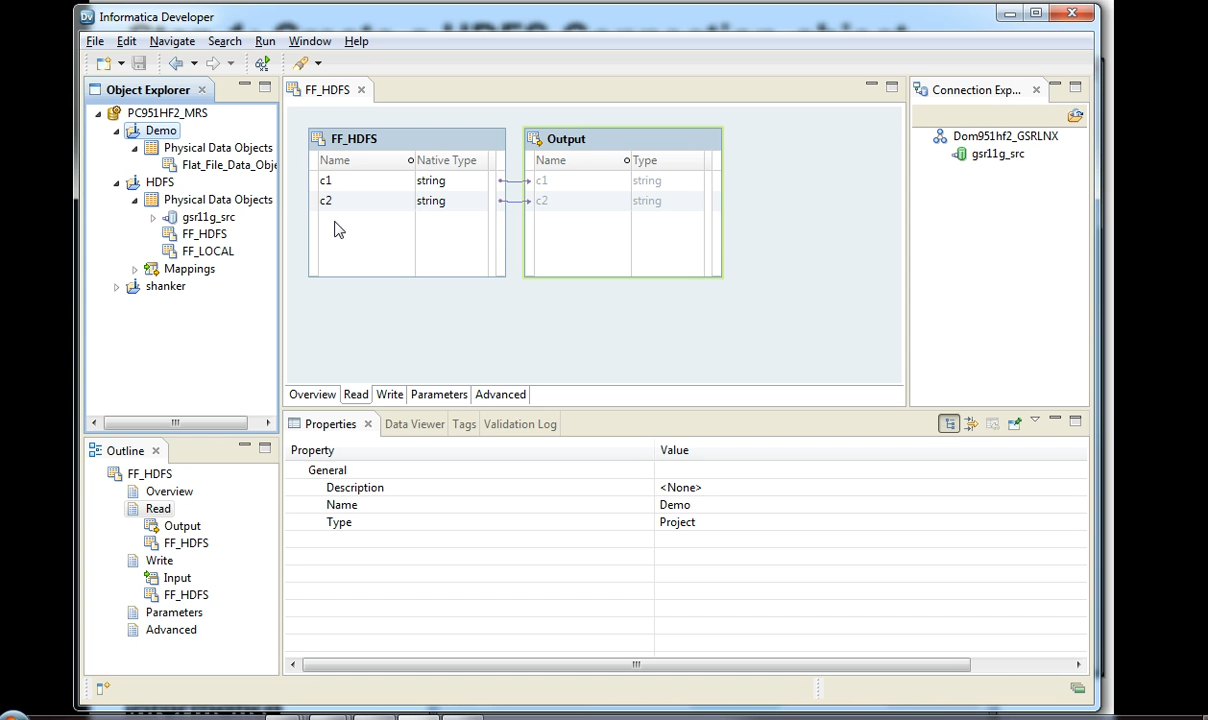 Informatica Developer
File Edit Navigate Search Run Window Help
Object Explorer
PC951HF2_MRS
Demo
Physical Data Objects
Flat_File_Data_Obje
HDFS
Physical Data Objects
gsr11g_src
FF_HDFS
FF_LOCAL
Mappings
shanker
FF_HDFS
FF_HDFS
Name Native Type
c1 string
c2 string
Output
Name Type
c1 string
c2 string
Overview Read Write Parameters Advanced
Connection Exp...
Dom951hf2_GSRLNX
gsr11g_src
Outline
FF_HDFS
Overview
Read
Output
FF_HDFS
Write
Input
FF_HDFS
Parameters
Advanced
Properties Data Viewer Tags Validation Log
Property Value
General
Description <None>
Name Demo
Type Project